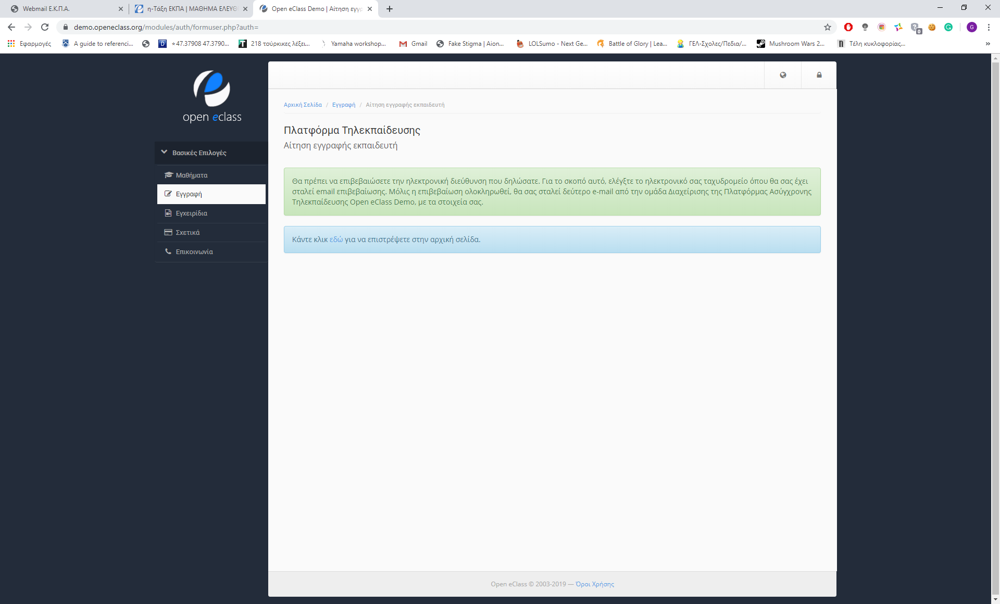 Webmail Ε.Κ.Π.Α.
η-Τάξη ΕΚΠΑ | ΜΑΘΗΜΑ ΕΛΕΥΘ
Open eClass Demo | Αίτηση εγγρ
demo.openeclass.org/modules/auth/formuser.php?auth=
0
G
Εφαρμογές
A guide to referenci...
⭐47.37908 47.3790...
218 τούρκικες λέξει...
Yamaha workshop...
Gmail
Fake Stigma | Aion...
LOLSumo - Next Ge...
Battle of Glory | Lea...
ΓΕΛ-Σχολες/Πεδια/...
Mushroom Wars 2...
Τέλη κυκλοφορίας...
»
open eclass
Βασικές Επιλογές
Μαθήματα
Εγγραφή
Εγχειρίδια
Σχετικά
Επικοινωνία
Αρχική Σελίδα / Εγγραφή / Αίτηση εγγραφής εκπαιδευτή
Πλατφόρμα Τηλεκπαίδευσης
Αίτηση εγγραφής εκπαιδευτή
Θα πρέπει να επιβεβαιώσετε την ηλεκτρονική διεύθυνση που δηλώσατε. Για το σκοπό αυτό, ελέγξτε το ηλεκτρονικό σας ταχυδρομείο όπου θα σας έχει
σταλεί email επιβεβαίωσης. Μόλις η επιβεβαίωση ολοκληρωθεί, θα σας σταλεί δεύτερο e-mail από την ομάδα Διαχείρισης της Πλατφόρμας Ασύγχρονης
Τηλεκπαίδευσης Open eClass Demo, με τα στοιχεία σας.
Κάντε κλικ εδώ για να επιστρέψετε στην αρχική σελίδα.
Open eClass © 2003-2019 — Όροι Χρήσης